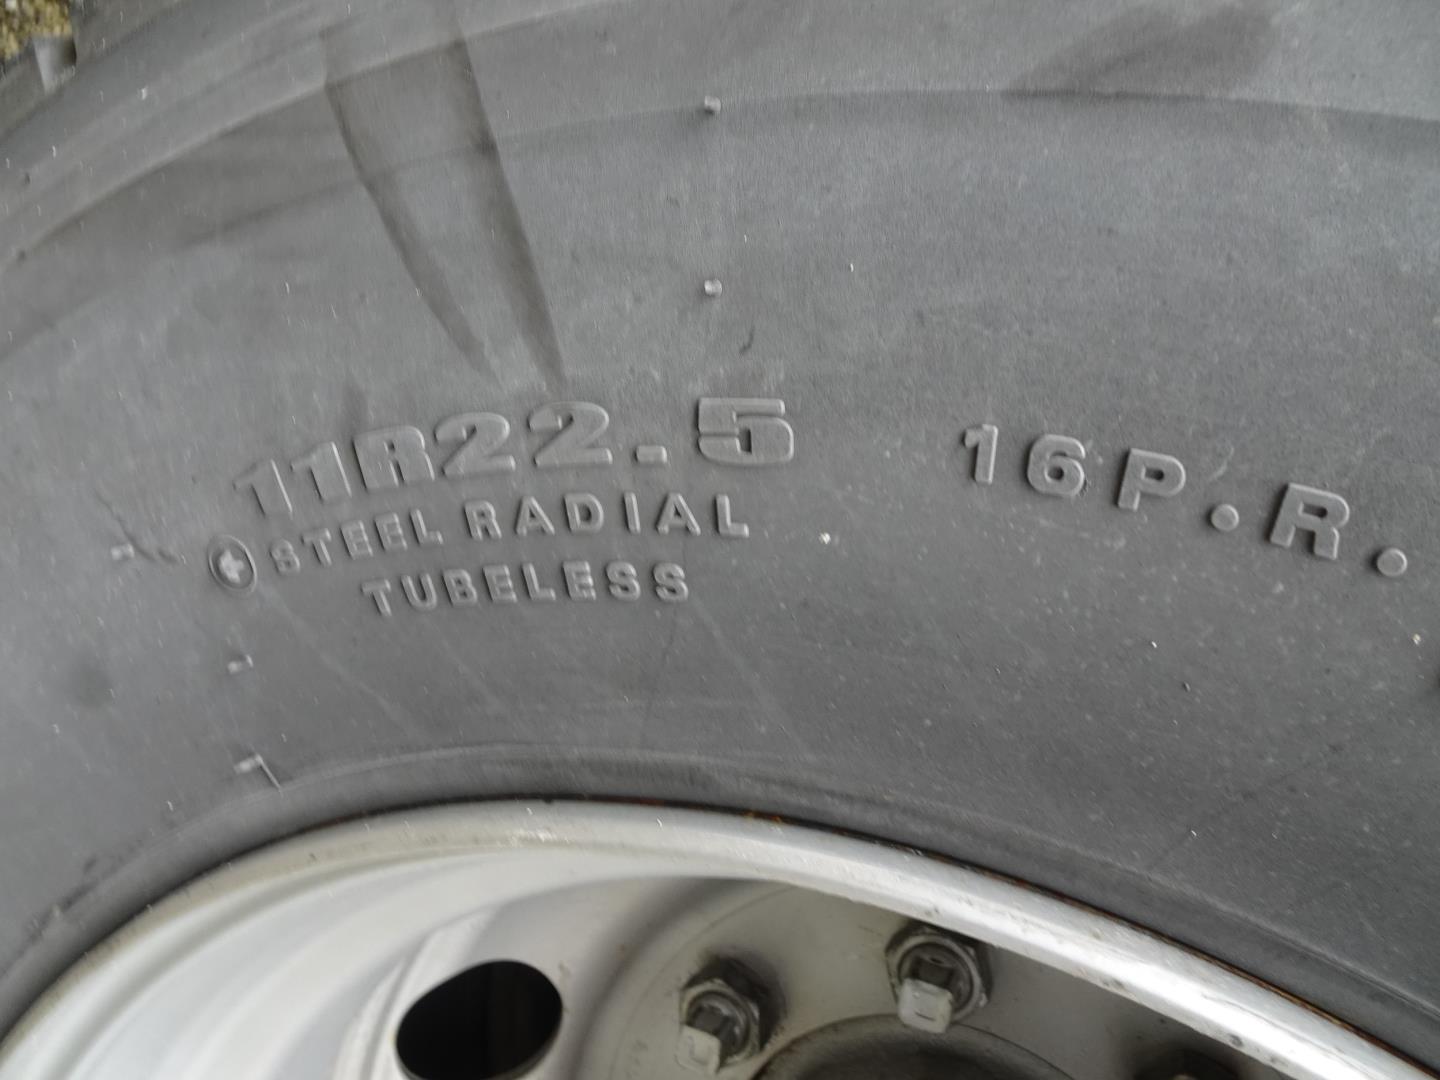 11R22.5 16P.R.
STEEL RADIAL
TUBELESS